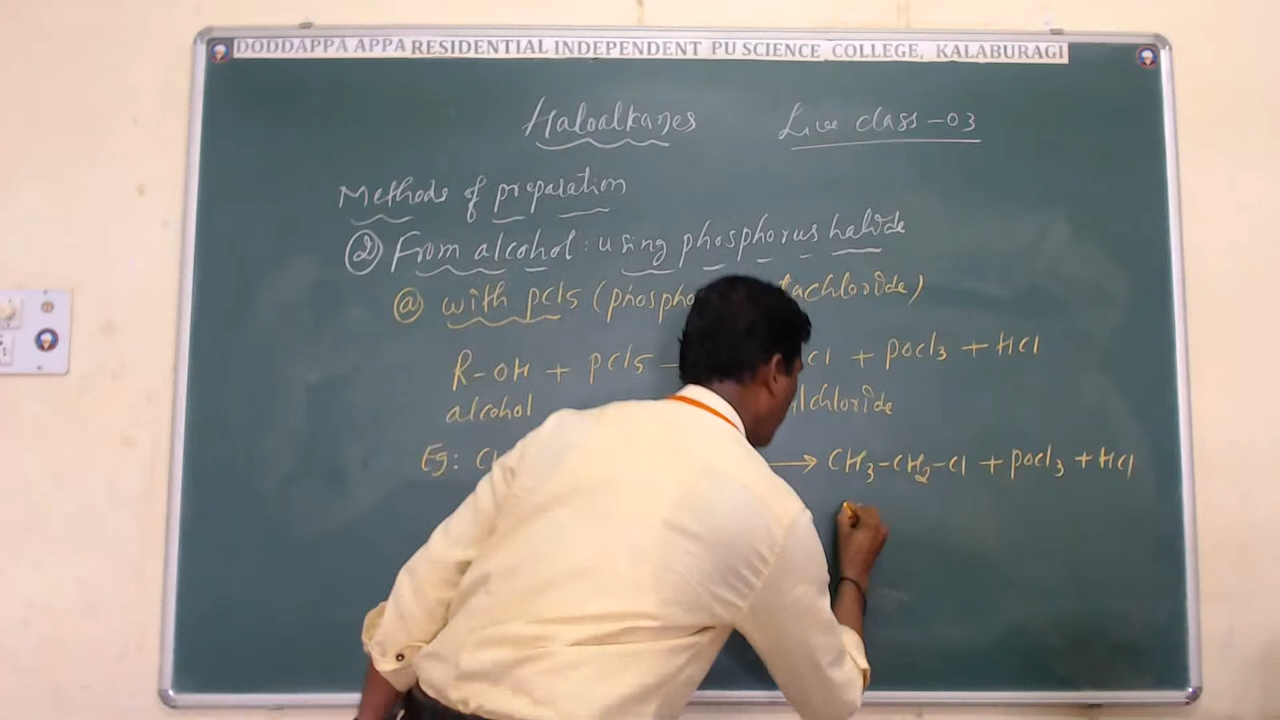 DODDAPPA APPA RESIDENTIAL INDEPENDENT PU SCIENCE COLLEGE, KALABURAGI
Haloalkanes Live class-03
Methods of preparation
② From alcohol: using phosphorus halide
ⓐ with pcl5 (phospho tachloride)
R-OH + pcl5 cl + pocl3 + HCl
alcohol lchloride
Eg: CH3-CH2-Cl + pocl3 + HCl